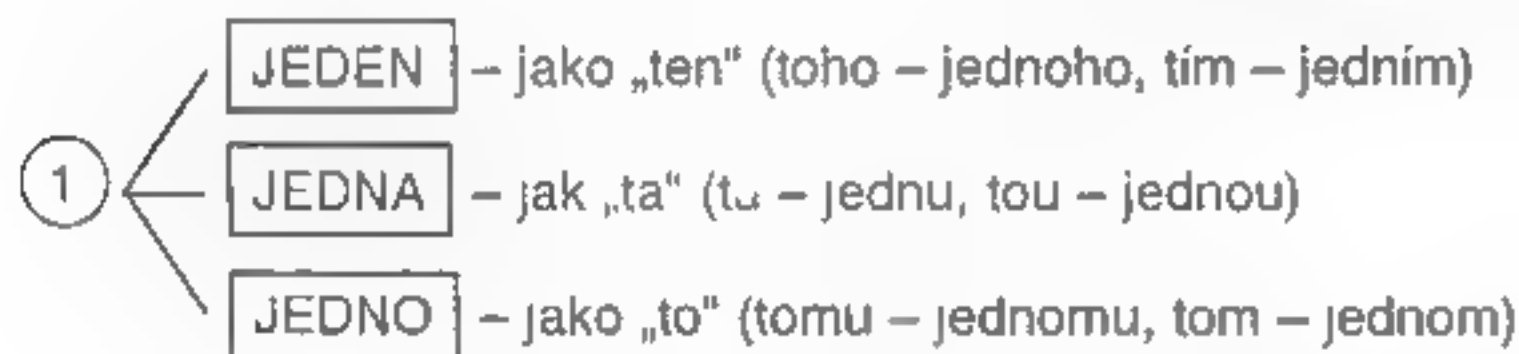 JEDEN – jako „ten" (toho – jednoho, tím – jedním)
1 JEDNA – jak „ta" (tu – jednu, tou – jednou)
JEDNO – jako „to" (tomu – jednomu, tom – jednom)